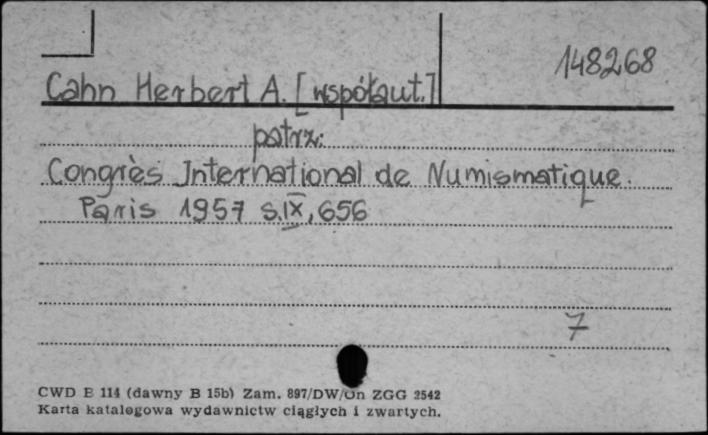 148268
Cahn Herbert A. [współaut.]
patrz:
Congrès International de Numismatique.
Paris 1957 s.IX, 656
7
CWD B 114 (dawny B 15b) Zam. 897/DW/On ZGG 2542
Karta katalogowa wydawnictw ciągłych i zwartych.